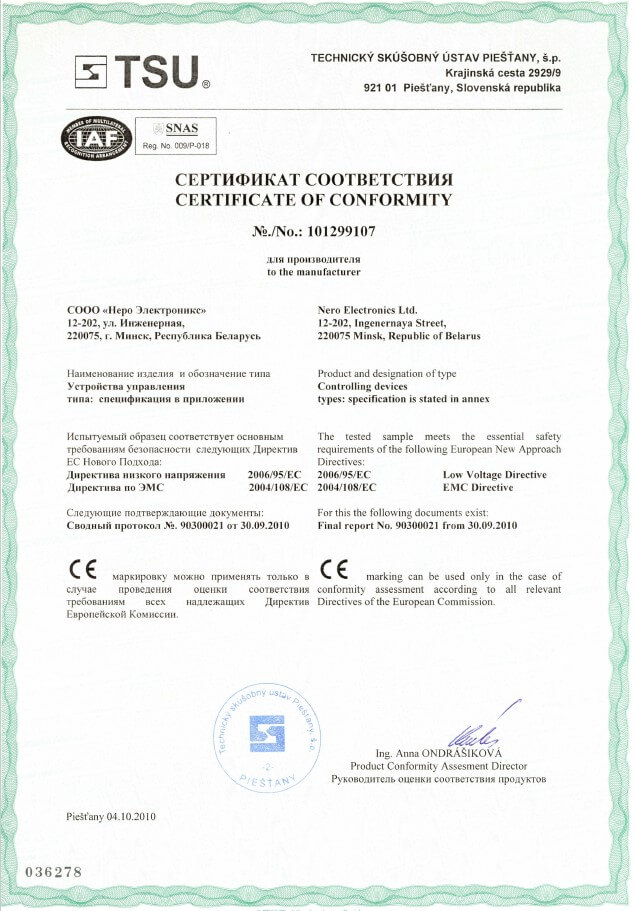 TSU®
TECHNICKÝ SKÚŠOBNÝ ÚSTAV PIEŠŤANY, š.p.
Krajinská cesta 2929/9
921 01 Piešťany, Slovenská republika
MEMBER OF MULTILATERAL
IAF
RECOGNITION ARRANGEMENT
SNAS
Reg. No. 009/P-018
СЕРТИФИКАТ СООТВЕТСТВИЯ
CERTIFICATE OF CONFORMITY
№./No.: 101299107
для производителя
to the manufacturer
СООО «Неро Электроникс»
12-202, ул. Инженерная,
220075, г. Минск, Республика Беларусь
Nero Electronics Ltd.
12-202, Ingenernaya Street,
220075 Minsk, Republic of Belarus
Наименование изделия и обозначение типа
Устройства управления
типа: спецификация в приложении
Product and designation of type
Controlling devices
types: specification is stated in annex
Испытуемый образец соответствует основным
требованиям безопасности следующих Директив
ЕС Нового Подхода:
Директива низкого напряжения 2006/95/EC
Директива по ЭМС 2004/108/EC
The tested sample meets the essential safety
requirements of the following European New Approach
Directives:
2006/95/EC Low Voltage Directive
2004/108/EC EMC Directive
Следующие подтверждающие документы:
Сводный протокол №. 90300021 от 30.09.2010
For this the following documents exist:
Final report No. 90300021 from 30.09.2010
CE маркировку можно применять только в
случае проведения оценки соответствия
требованиям всех надлежащих Директив
Европейской Комиссии.
CE marking can be used only in the case of
conformity assessment according to all relevant
Directives of the European Commission.
Technický skúšobný ústav Piešťany, š.p.
-2-
PIEŠŤANY
Ing. Anna ONDRÁŠIKOVÁ
Product Conformity Assesment Director
Руководитель оценки соответствия продуктов
Piešťany 04.10.2010
036278